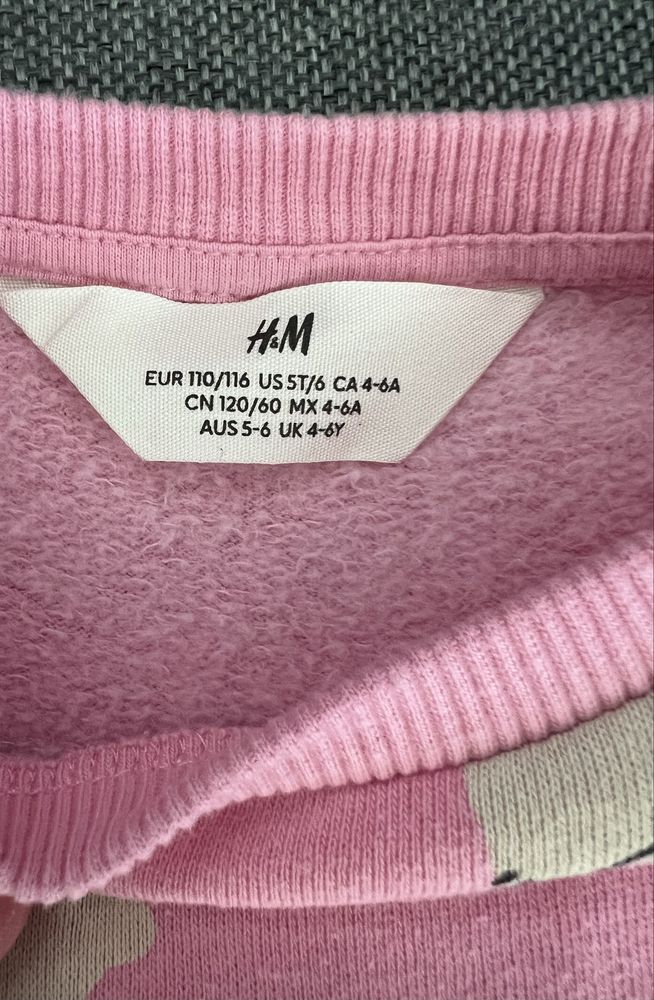 H&M
EUR 110/116 US 5T/6 CA 4-6A
CN 120/60 MX 4-6A
AUS 5-6 UK 4-6Y